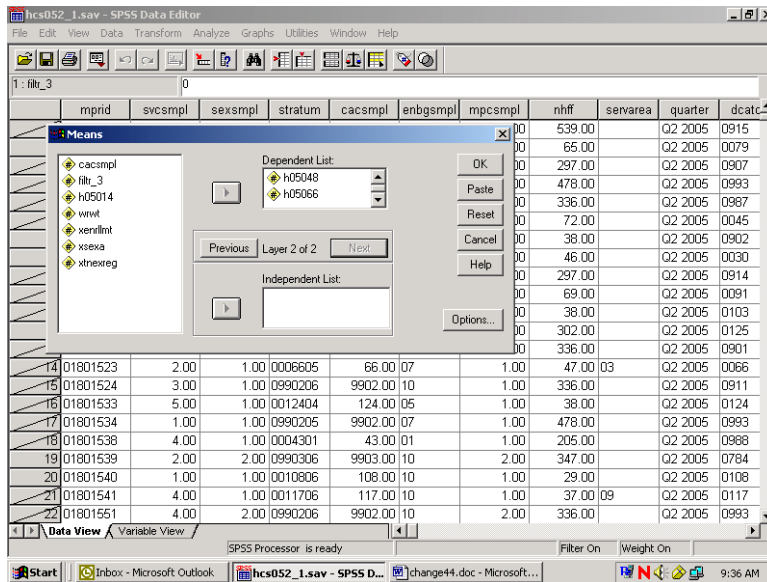 hcs052_1.sav - SPSS Data Editor
File Edit View Data Transform Analyze Graphs Utilities Window Help
1 : filtr_3 0
mprid svcsmpl sexsmpl stratum cacsmpl enbgsmpl mpcsmpl nhff servarea quarter dcatc
00 539.00 Q2 2005 0915
Means
00 65.00 Q2 2005 0079
cacsmpl Dependent List: OK
00 297.00 Q2 2005 0907
filtr_3 h05048
00 478.00 Q2 2005 0993
h05014 h05066 Paste
00 336.00 Q2 2005 0987
wrwt Reset
00 72.00 Q2 2005 0045
xenrllmt Previous Layer 2 of 2 Next Cancel
00 38.00 Q2 2005 0902
xsexa Help
00 46.00 Q2 2005 0030
xtnexreg Independent List:
00 297.00 Q2 2005 0914
00 69.00 Q2 2005 0091
00 38.00 Q2 2005 0103
Options...
00 302.00 Q2 2005 0125
00 336.00 Q2 2005 0901
14 01801523 2.00 1.00 0006605 66.00 07 1.00 47.00 03 Q2 2005 0066
15 01801524 3.00 1.00 0990206 9902.00 10 1.00 336.00 Q2 2005 0911
16 01801533 5.00 1.00 0012404 124.00 05 1.00 38.00 Q2 2005 0124
17 01801534 1.00 1.00 0990205 9902.00 07 1.00 478.00 Q2 2005 0993
18 01801538 4.00 1.00 0004301 43.00 01 1.00 205.00 Q2 2005 0988
19 01801539 2.00 2.00 0990306 9903.00 10 2.00 347.00 Q2 2005 0784
20 01801540 1.00 1.00 0010806 108.00 10 1.00 29.00 Q2 2005 0108
21 01801541 4.00 1.00 0011706 117.00 10 1.00 37.00 09 Q2 2005 0117
22 01801551 4.00 2.00 0990206 9902.00 10 2.00 336.00 Q2 2005 0993
Data View Variable View
SPSS Processor is ready Filter On Weight On
Start Inbox - Microsoft Outlook hcs052_1.sav - SPSS D... change44.doc - Microsoft... 9:36 AM